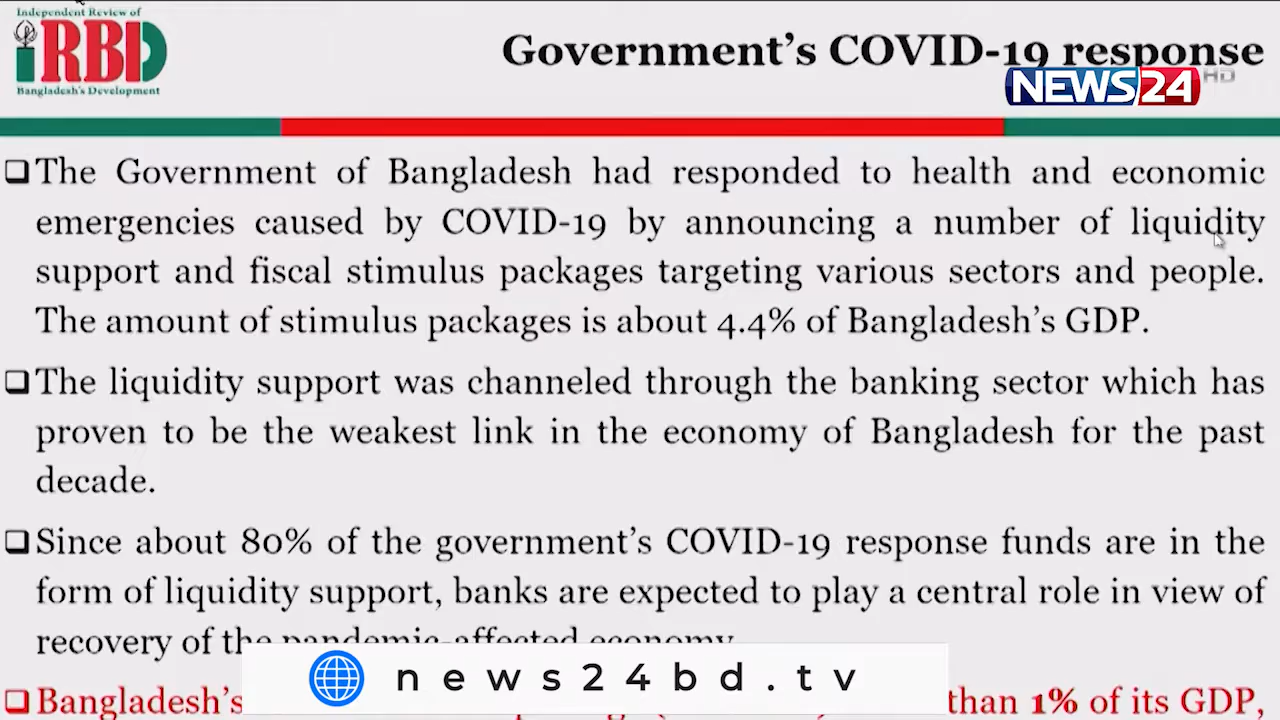 Independent Review of
iRBD
Bangladesh's Development
Government's COVID-19 response
NEWS24 HD
❑The Government of Bangladesh had responded to health and economic
emergencies caused by COVID-19 by announcing a number of liquidity
support and fiscal stimulus packages targeting various sectors and people.
The amount of stimulus packages is about 4.4% of Bangladesh's GDP.
❑The liquidity support was channeled through the banking sector which has
proven to be the weakest link in the economy of Bangladesh for the past
decade.
❑Since about 80% of the government's COVID-19 response funds are in the
form of liquidity support, banks are expected to play a central role in view of
recovery of the pandemic-affected economy.
❑Bangladesh's than 1% of its GDP,
news24bd.tv